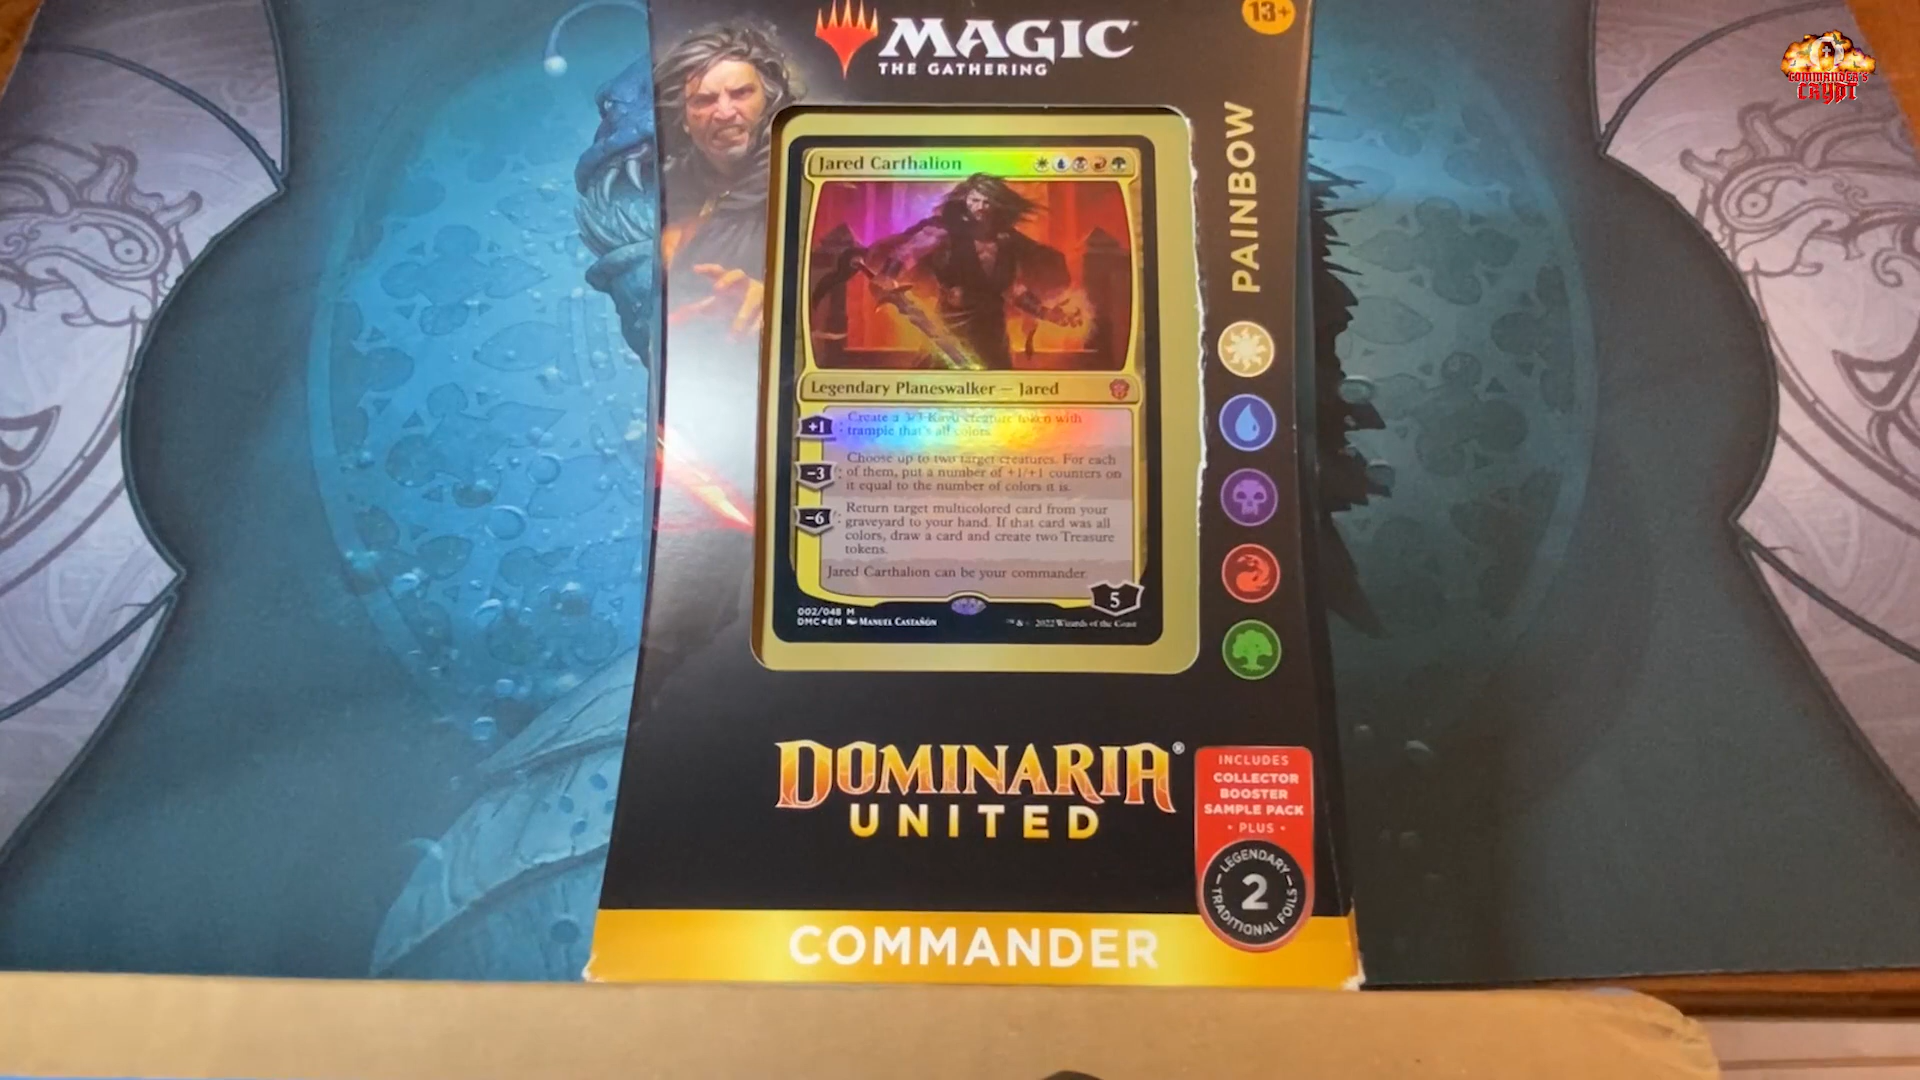 13+
MAGIC
THE GATHERING
COMMANDER'S
CRYPT
PAINBOW
Jared Carthalion
Legendary Planeswalker — Jared
+1: Create a 3/3 Kavu creature token with
trample that's all colors.
−3: Choose up to two target creatures. For each
of them, put a number of +1/+1 counters on
it equal to the number of colors it is.
−6: Return target multicolored card from your
graveyard to your hand. If that card was all
colors, draw a card and create two Treasure
tokens.
Jared Carthalion can be your commander.
5
002/048 M
DMC★EN Manuel Castañón
™ & © 2022 Wizards of the Coast
DOMINARIA®
UNITED
INCLUDES
COLLECTOR
BOOSTER
SAMPLE PACK
• PLUS •
LEGENDARY
2
TRADITIONAL FOILS
COMMANDER